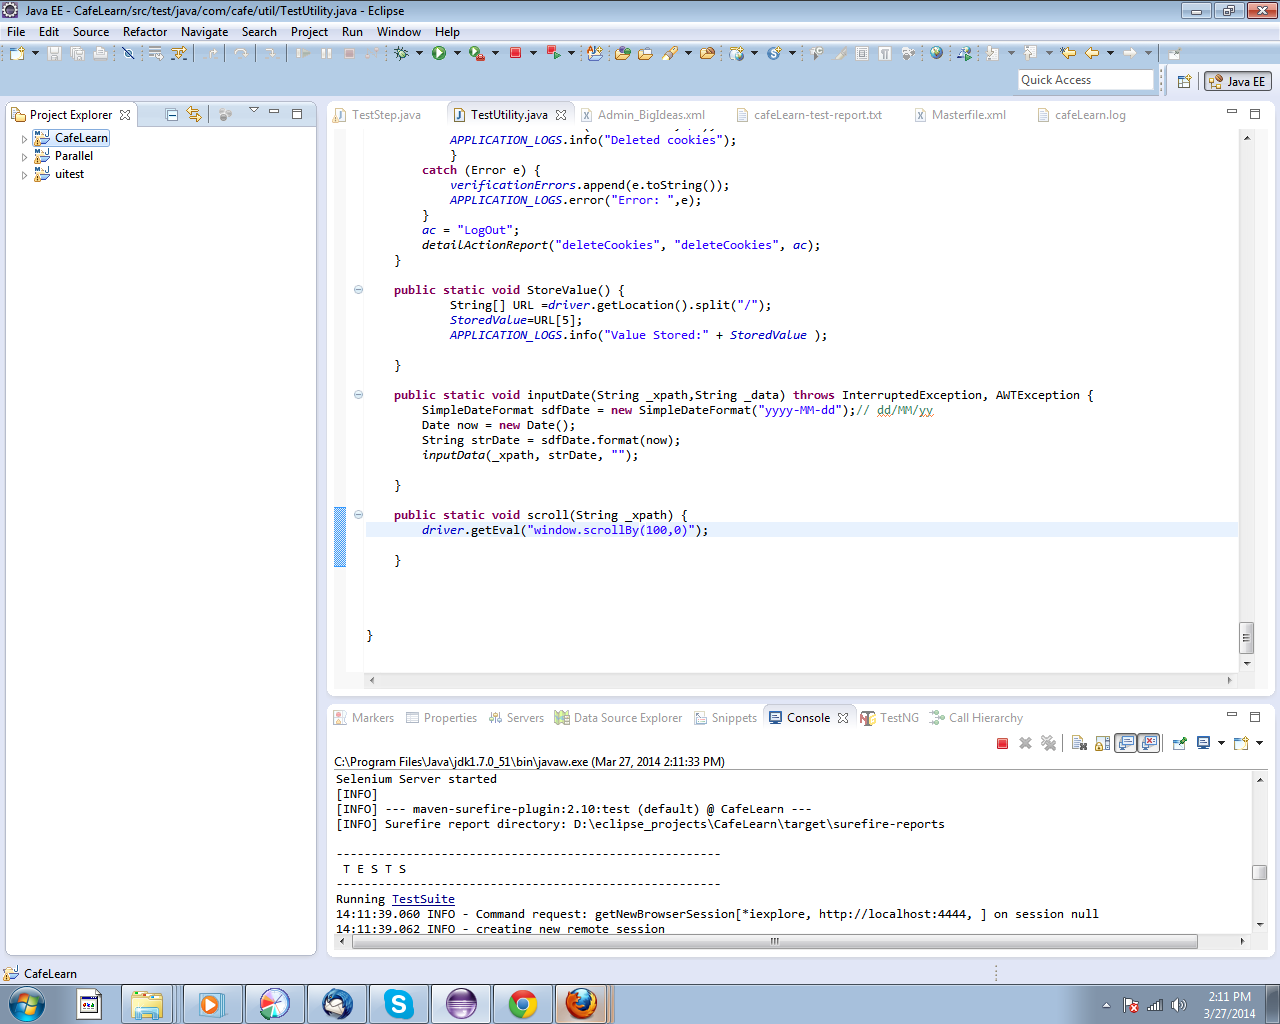 Java EE - CafeLearn/src/test/java/com/cafe/util/TestUtility.java - Eclipse
File Edit Source Refactor Navigate Search Project Run Window Help
Quick Access
Java EE
Project Explorer
CafeLearn
Parallel
uitest
TestStep.java TestUtility.java Admin_BigIdeas.xml cafeLearn-test-report.txt Masterfile.xml cafeLearn.log
APPLICATION_LOGS.info("Deleted cookies");
}
catch (Error e) {
verificationErrors.append(e.toString());
APPLICATION_LOGS.error("Error: ",e);
}
ac = "LogOut";
detailActionReport("deleteCookies", "deleteCookies", ac);
}
public static void StoreValue() {
String[] URL =driver.getLocation().split("/");
StoredValue=URL[5];
APPLICATION_LOGS.info("Value Stored:" + StoredValue );
}
public static void inputDate(String _xpath,String _data) throws InterruptedException, AWTException {
SimpleDateFormat sdfDate = new SimpleDateFormat("yyyy-MM-dd");// dd/MM/yy
Date now = new Date();
String strDate = sdfDate.format(now);
inputData(_xpath, strDate, "");
}
public static void scroll(String _xpath) {
driver.getEval("window.scrollBy(100,0)");
}
}
Markers Properties Servers Data Source Explorer Snippets Console TestNG Call Hierarchy
C:\Program Files\Java\jdk1.7.0_51\bin\javaw.exe (Mar 27, 2014 2:11:33 PM)
Selenium Server started
[INFO]
[INFO] --- maven-surefire-plugin:2.10:test (default) @ CafeLearn ---
[INFO] Surefire report directory: D:\eclipse_projects\CafeLearn\target\surefire-reports
-------------------------------------------------------
T E S T S
-------------------------------------------------------
Running TestSuite
14:11:39.060 INFO - Command request: getNewBrowserSession[*iexplore, http://localhost:4444, ] on session null
14:11:39.062 INFO - creating new remote session
CafeLearn
2:11 PM
3/27/2014